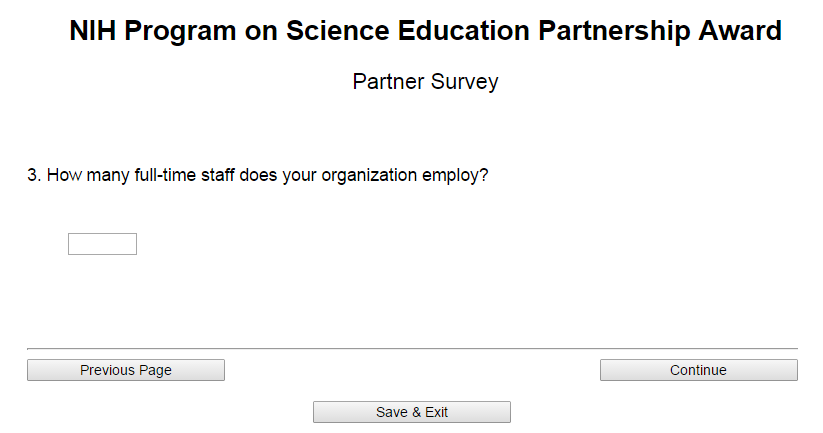 NIH Program on Science Education Partnership Award
Partner Survey
3. How many full-time staff does your organization employ?
Previous Page
Continue
Save & Exit